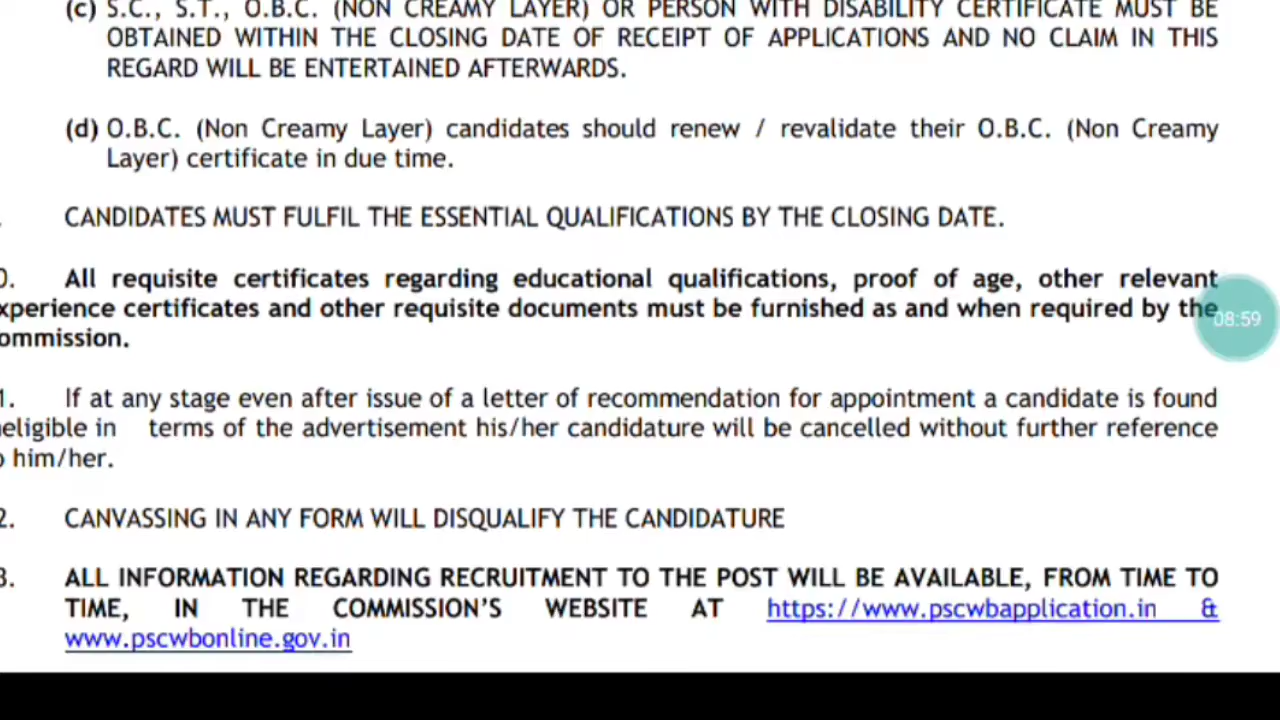 (c) S.C., S.T., O.B.C. (NON CREAMY LAYER) OR PERSON WITH DISABILITY CERTIFICATE MUST BE
OBTAINED WITHIN THE CLOSING DATE OF RECEIPT OF APPLICATIONS AND NO CLAIM IN THIS
REGARD WILL BE ENTERTAINED AFTERWARDS.
(d) O.B.C. (Non Creamy Layer) candidates should renew / revalidate their O.B.C. (Non Creamy
Layer) certificate in due time.
. CANDIDATES MUST FULFIL THE ESSENTIAL QUALIFICATIONS BY THE CLOSING DATE.
0. All requisite certificates regarding educational qualifications, proof of age, other relevant
xperience certificates and other requisite documents must be furnished as and when required by the
ommission.
08:59
1. If at any stage even after issue of a letter of recommendation for appointment a candidate is found
neligible in terms of the advertisement his/her candidature will be cancelled without further reference
o him/her.
2. CANVASSING IN ANY FORM WILL DISQUALIFY THE CANDIDATURE
3. ALL INFORMATION REGARDING RECRUITMENT TO THE POST WILL BE AVAILABLE, FROM TIME TO
TIME, IN THE COMMISSION'S WEBSITE AT https://www.pscwbapplication.in &
www.pscwbonline.gov.in